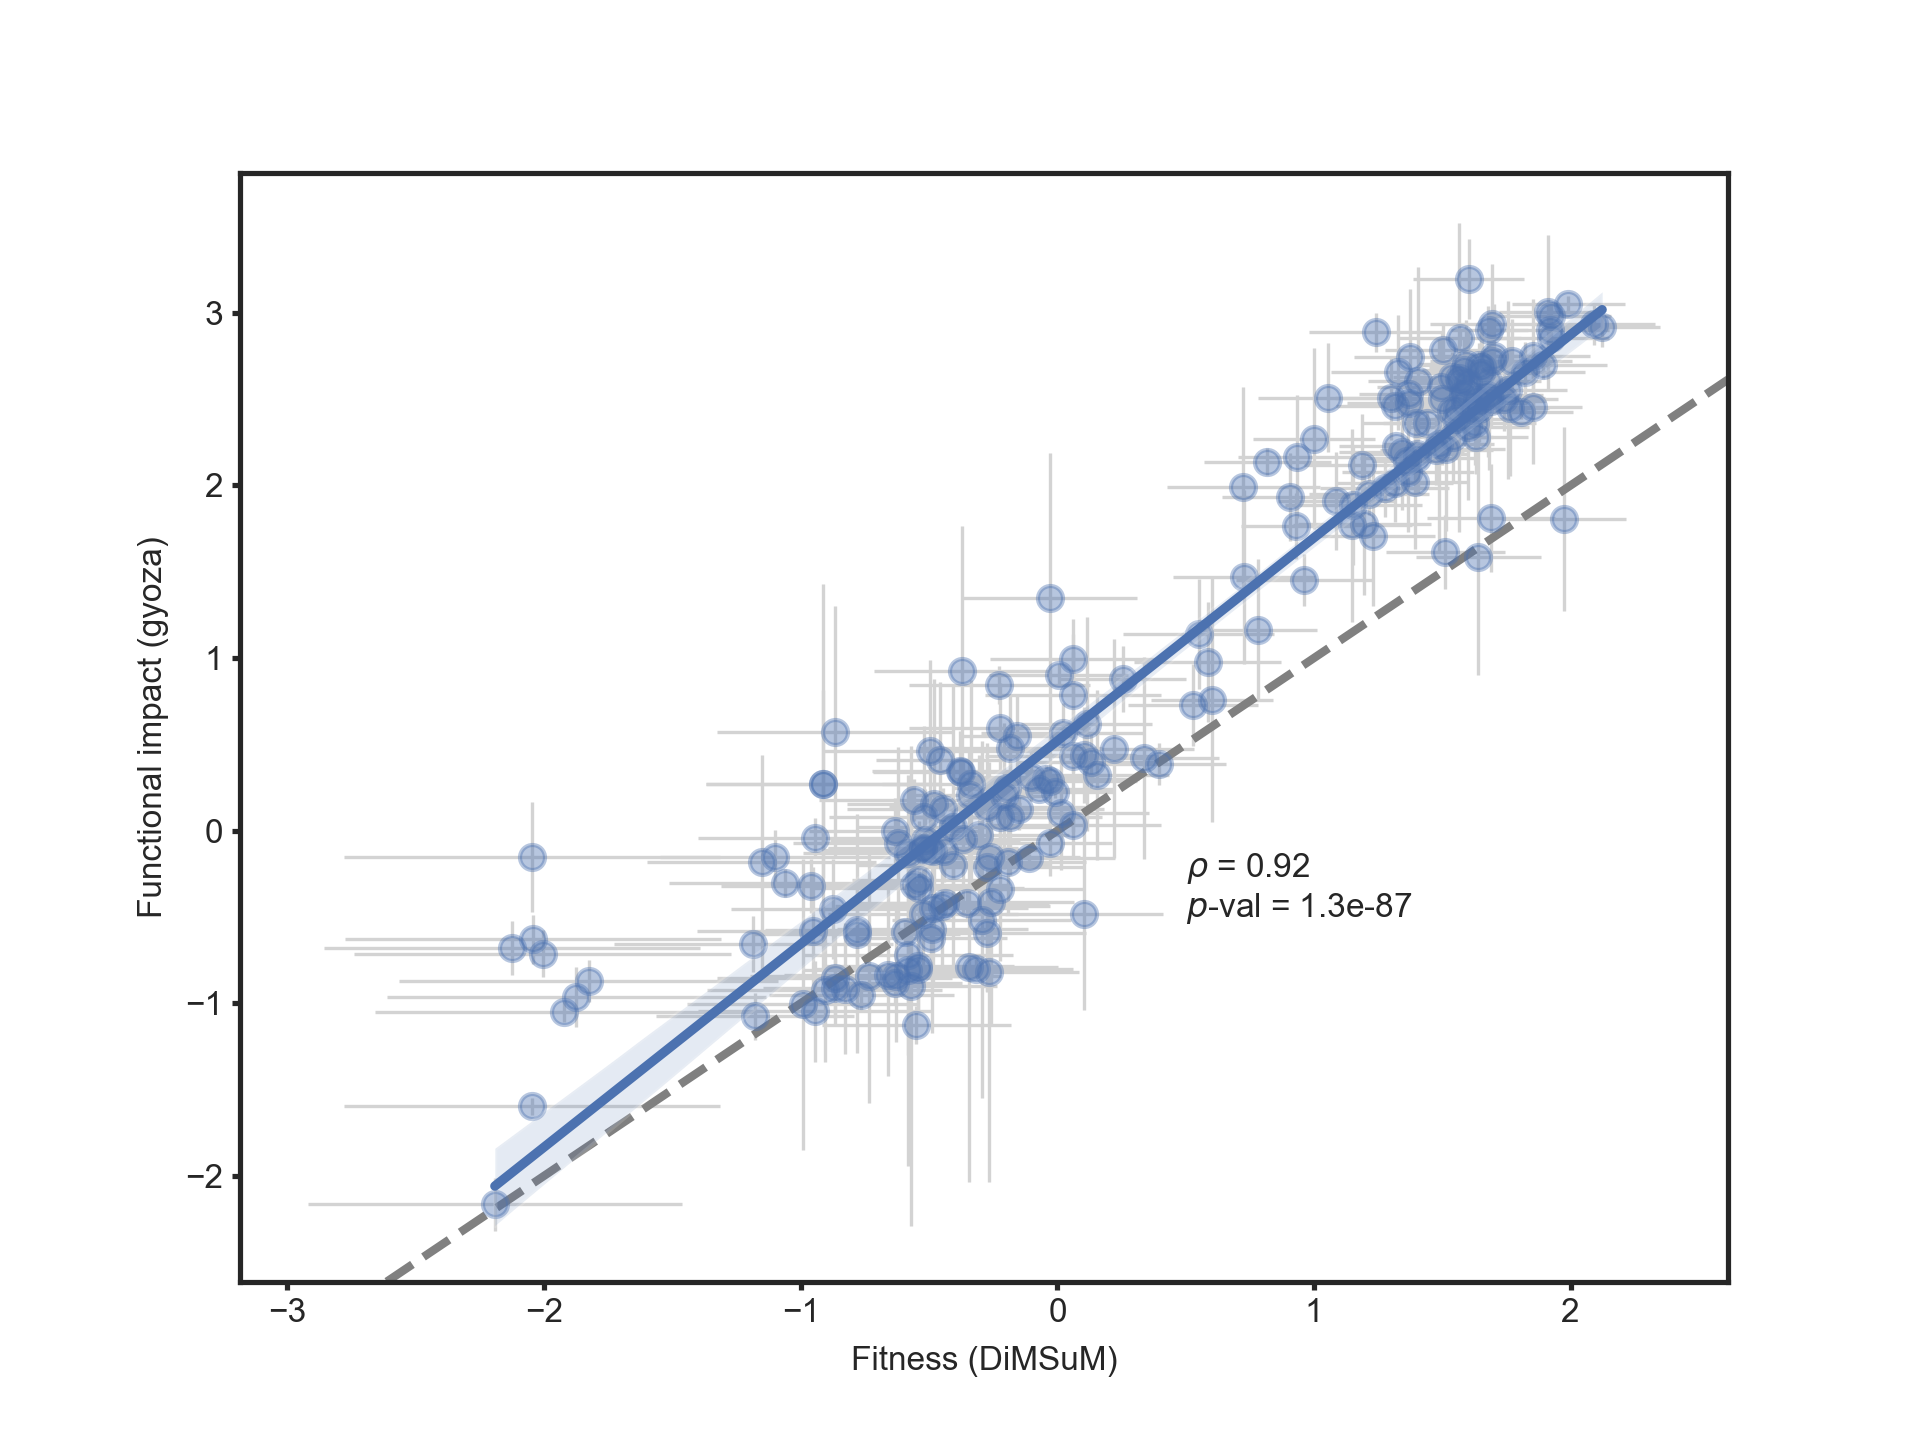 Functional impact (gyoza)
3
2
1
0
−1
−2
ρ = 0.92
p-val = 1.3e-87
−3 −2 −1 0 1 2
Fitness (DiMSuM)